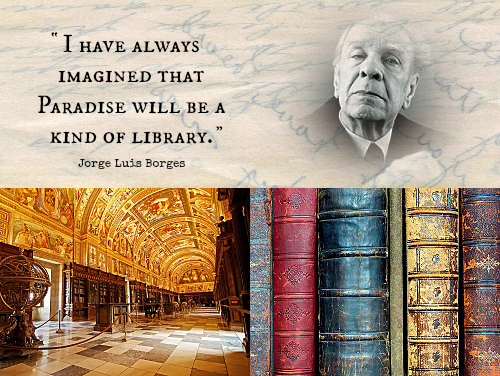 “I have always
imagined that
Paradise will be a
kind of library.”
Jorge Luis Borges